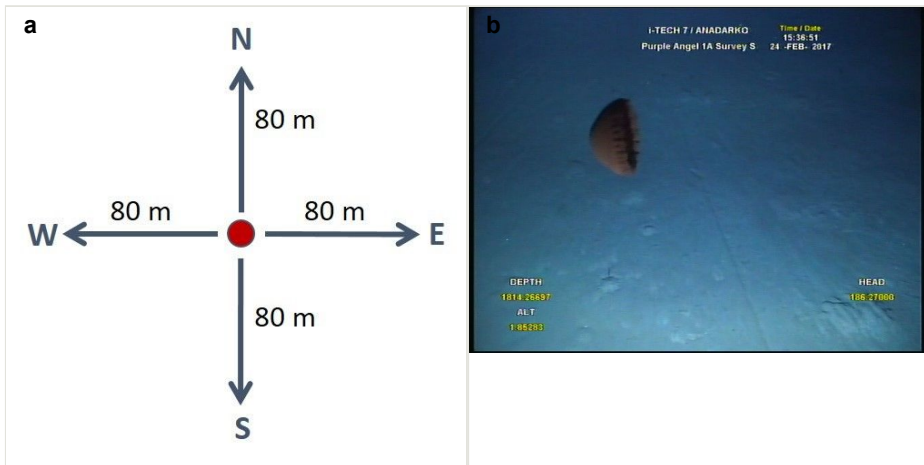 a
N
80 m
80 m
80 m
W
E
80 m
S
b
I-TECH 7 / ANADARKO
Purple Angel 1A Survey S
Time / Date
15:36:51
24 -FEB- 2017
DEPTH
1814.26697
ALT
1.85283
HEAD
186.27000